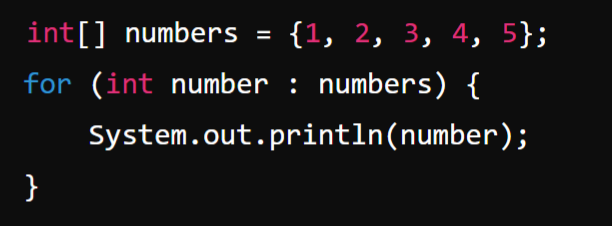 int[] numbers = {1, 2, 3, 4, 5};
for (int number : numbers) {
    System.out.println(number);
}